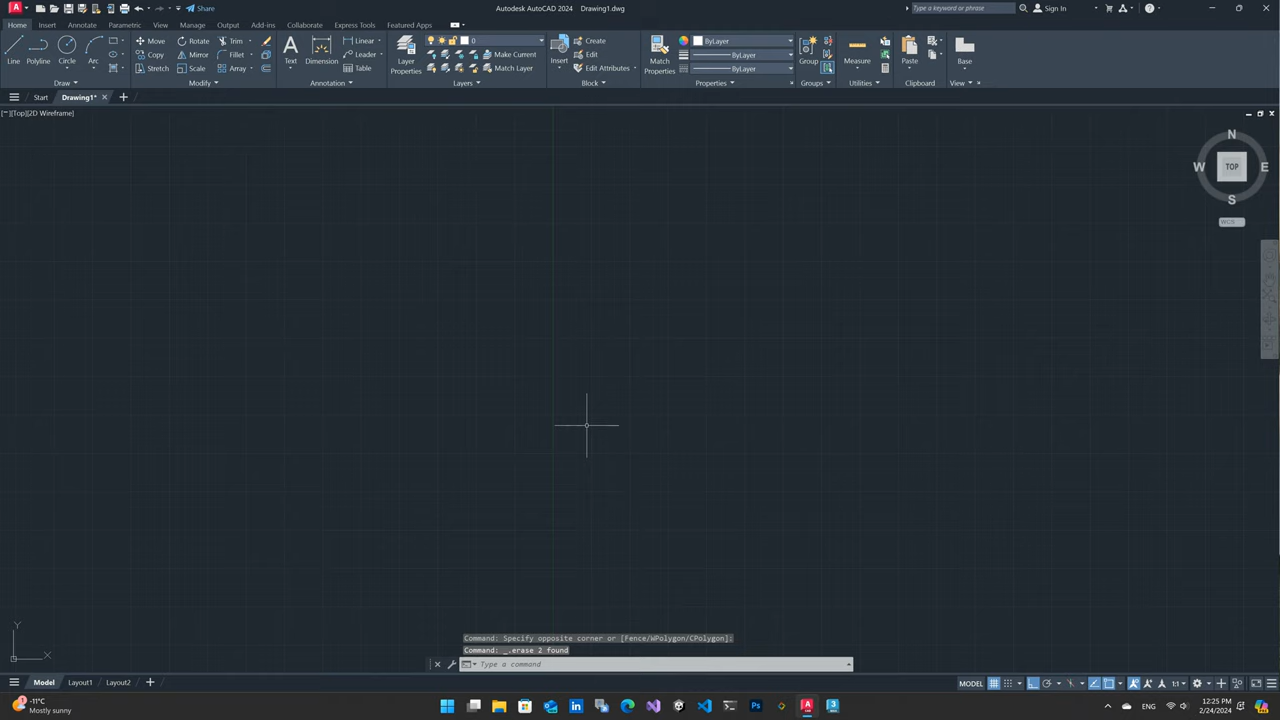 Share
Autodesk AutoCAD 2024 Drawing1.dwg
Type a keyword or phrase
Sign In
Home Insert Annotate Parametric View Manage Output Add-ins Collaborate Express Tools Featured Apps
Line
Polyline
Circle
Arc
Move
Rotate
Trim
Copy
Mirror
Fillet
Stretch
Scale
Array
Text
Dimension
Linear
Leader
Table
Layer
Properties
0
Make Current
Match Layer
Insert
Create
Edit
Edit Attributes
Match
Properties
ByLayer
ByLayer
ByLayer
Group
Measure
Paste
Base
Draw
Modify
Annotation
Layers
Block
Properties
Groups
Utilities
Clipboard
View
Start
Drawing1*
[−][Top][2D Wireframe]
N
W
TOP
E
S
WCS
Y
X
Command: Specify opposite corner or [Fence/WPolygon/CPolygon]:
Command: _.erase 2 found
Type a command
Model
Layout1
Layout2
MODEL
1:1
-11°C
Mostly sunny
ENG
12:25 PM
2/24/2024